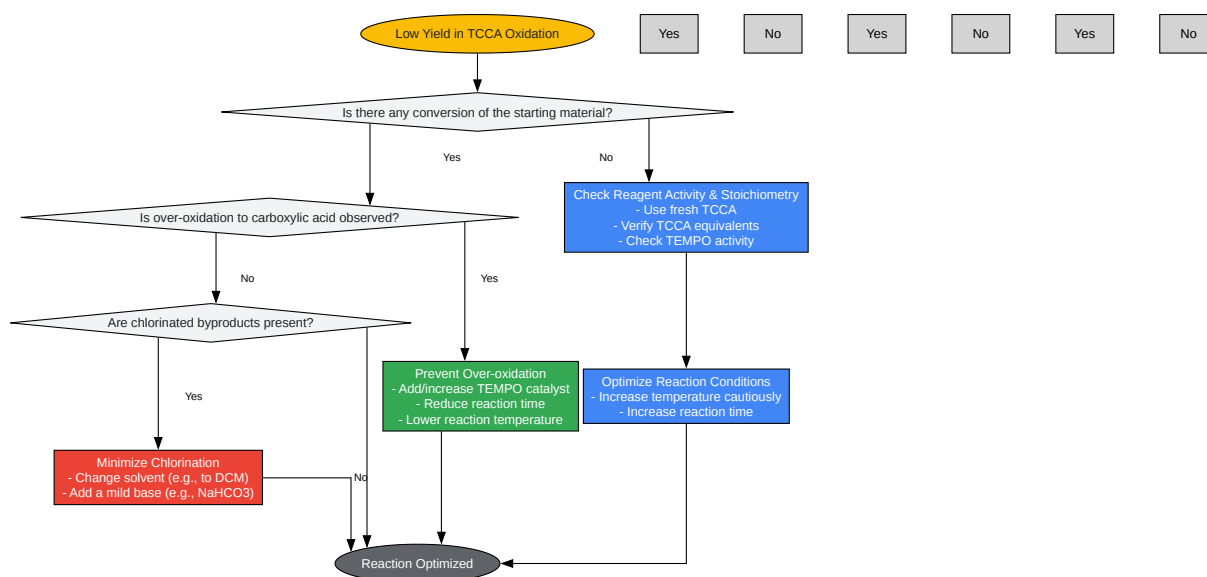 Low Yield in TCCA Oxidation
Yes
No
Yes
No
Yes
No
Is there any conversion of the starting material?
Yes
No
Check Reagent Activity & Stoichiometry
- Use fresh TCCA
- Verify TCCA equivalents
- Check TEMPO activity
Is over-oxidation to carboxylic acid observed?
No
Yes
Are chlorinated byproducts present?
Yes
Prevent Over-oxidation
- Add/increase TEMPO catalyst
- Reduce reaction time
- Lower reaction temperature
Optimize Reaction Conditions
- Increase temperature cautiously
- Increase reaction time
Minimize Chlorination
- Change solvent (e.g., to DCM)
- Add a mild base (e.g., NaHCO3)
No
Reaction Optimized